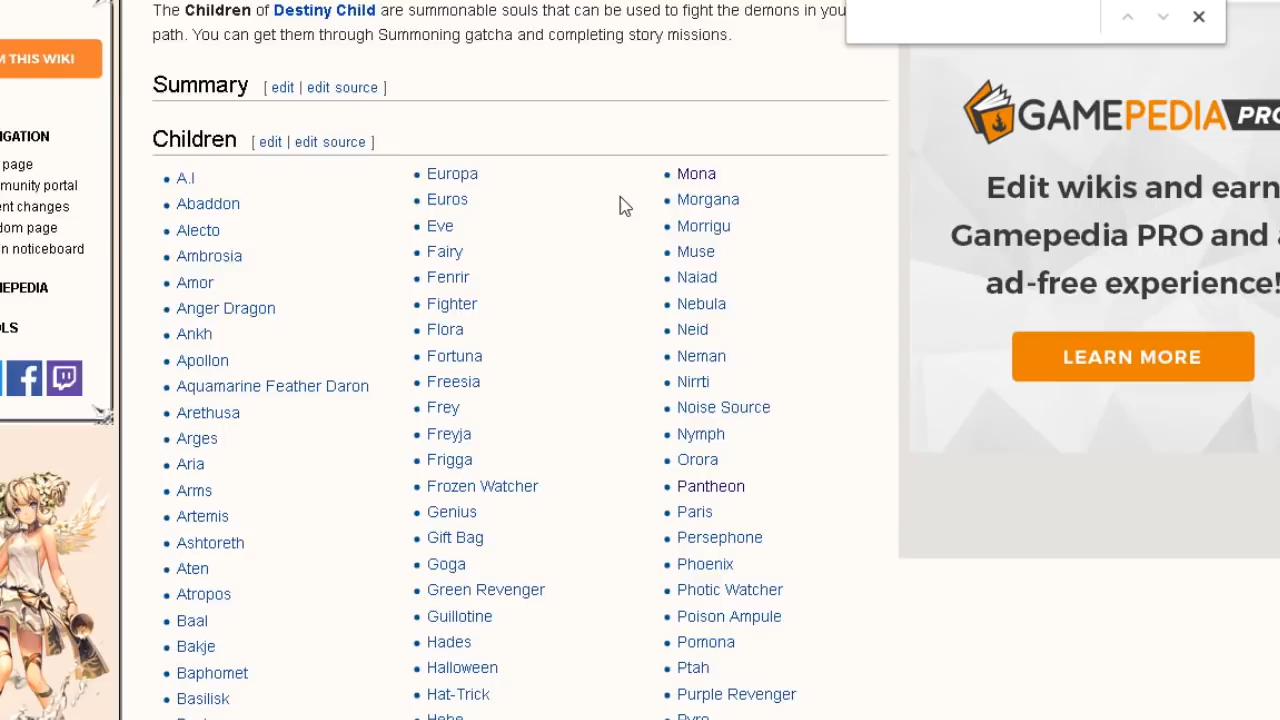 The Children of Destiny Child are summonable souls that can be used to fight the demons in you
path. You can get them through Summoning gatcha and completing story missions.
M THIS WIKI
Summary [ edit | edit source ]
Children [ edit | edit source ]
IGATION
page
munity portal
ent changes
dom page
n noticeboard
EPEDIA
OLS
A.I
Abaddon
Alecto
Ambrosia
Amor
Anger Dragon
Ankh
Apollon
Aquamarine Feather Daron
Arethusa
Arges
Aria
Arms
Artemis
Ashtoreth
Aten
Atropos
Baal
Bakje
Baphomet
Basilisk
Europa
Euros
Eve
Fairy
Fenrir
Fighter
Flora
Fortuna
Freesia
Frey
Freyja
Frigga
Frozen Watcher
Genius
Gift Bag
Goga
Green Revenger
Guillotine
Hades
Halloween
Hat-Trick
Hebe
Mona
Morgana
Morrigu
Muse
Naiad
Nebula
Neid
Neman
Nirrti
Noise Source
Nymph
Orora
Pantheon
Paris
Persephone
Phoenix
Photic Watcher
Poison Ampule
Pomona
Ptah
Purple Revenger
Pyro
GAMEPEDIA PRO
Edit wikis and earn
Gamepedia PRO and a
ad-free experience!
LEARN MORE